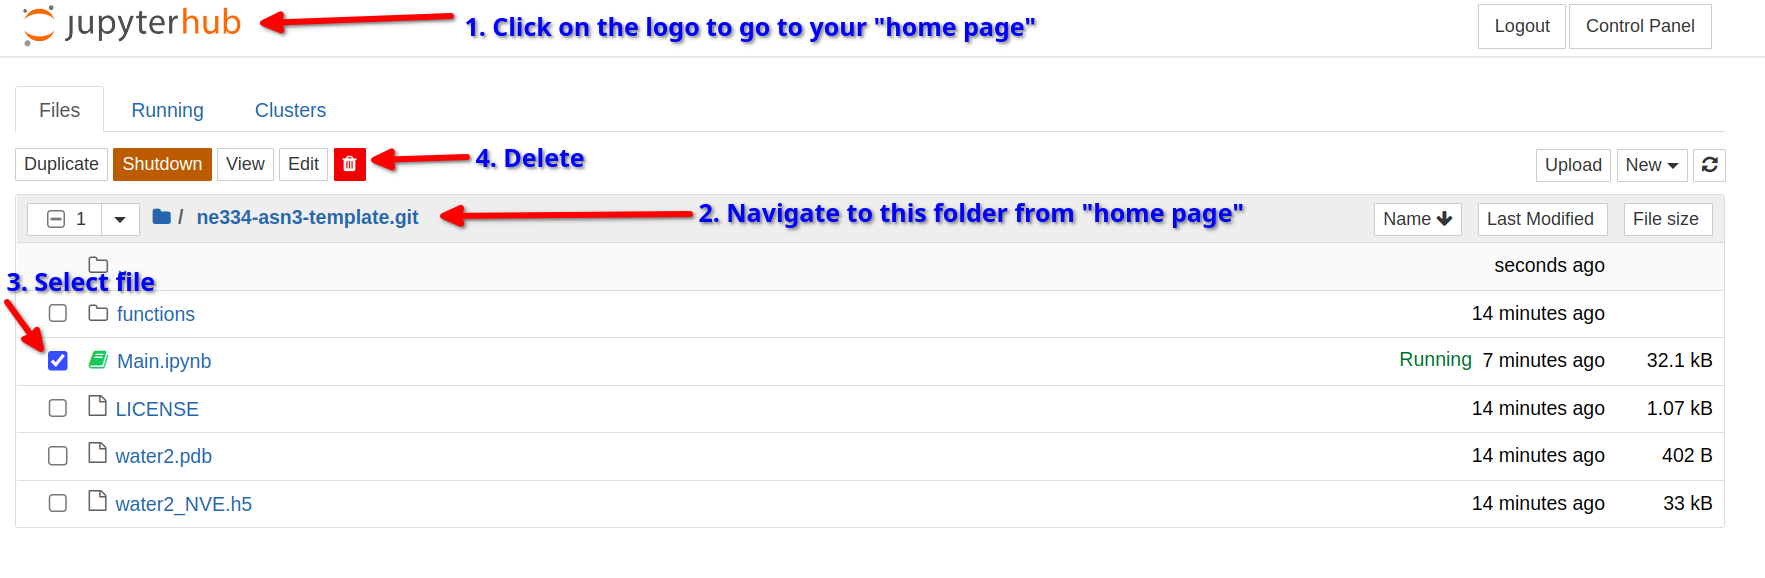 jupyterhub
1. Click on the logo to go to your "home page"
Logout
Control Panel
Files
Running
Clusters
Duplicate
Shutdown
View
Edit
4. Delete
Upload
New
1
/
ne334-asn3-template.git
2. Navigate to this folder from "home page"
Name
Last Modified
File size
seconds ago
3. Select file
functions
14 minutes ago
Main.ipynb
Running
7 minutes ago
32.1 kB
LICENSE
14 minutes ago
1.07 kB
water2.pdb
14 minutes ago
402 B
water2_NVE.h5
14 minutes ago
33 kB